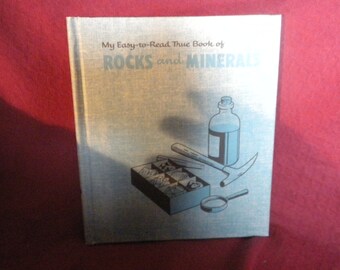 My Easy-to-Read True Book of
ROCKS and MINERALS